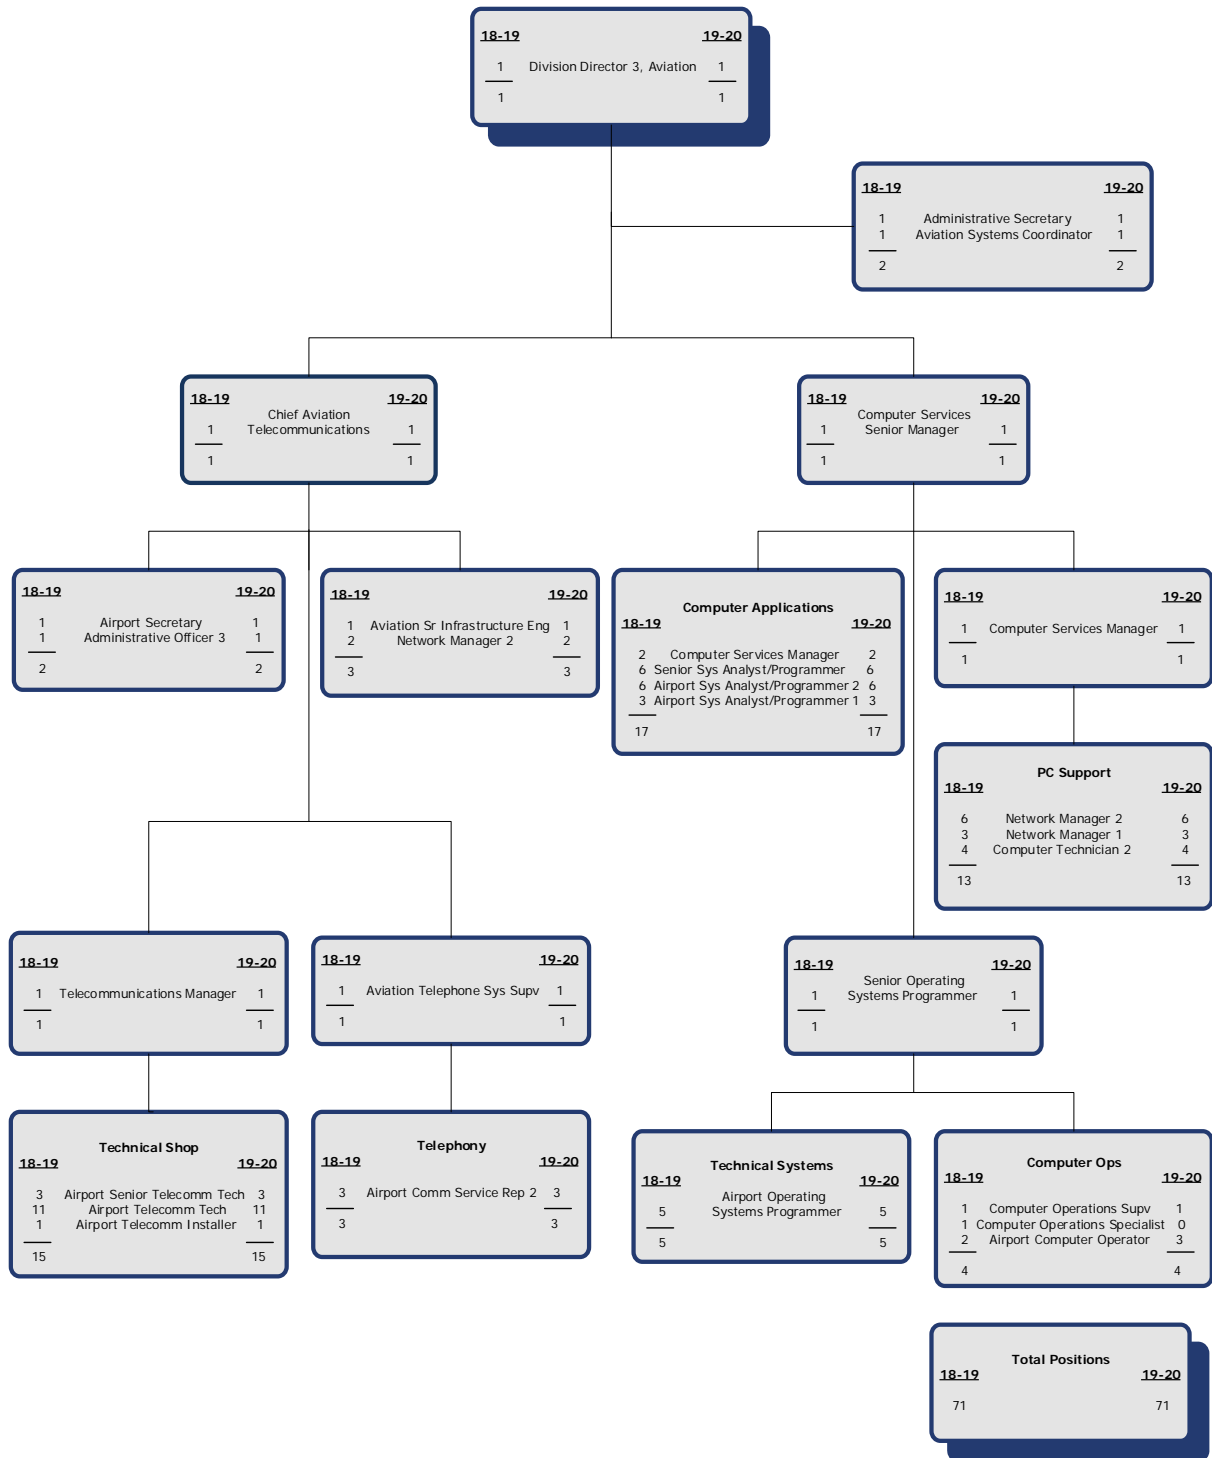 18-19 19-20
1 Division Director 3, Aviation 1
1 1
18-19 19-20
1 Administrative Secretary 1
1 Aviation Systems Coordinator 1
2 2
18-19 19-20
Chief Aviation
1 Telecommunications 1
1 1
18-19 19-20
Computer Services
1 Senior Manager 1
1 1
18-19 19-20
1 Airport Secretary 1
1 Administrative Officer 3 1
2 2
18-19 19-20
1 Aviation Sr Infrastructure Eng 1
2 Network Manager 2 2
3 3
Computer Applications
18-19 19-20
2 Computer Services Manager 2
6 Senior Sys Analyst/Programmer 6
6 Airport Sys Analyst/Programmer 2 6
3 Airport Sys Analyst/Programmer 1 3
17 17
18-19 19-20
1 Computer Services Manager 1
1 1
PC Support
18-19 19-20
6 Network Manager 2 6
3 Network Manager 1 3
4 Computer Technician 2 4
13 13
18-19 19-20
1 Telecommunications Manager 1
1 1
18-19 19-20
1 Aviation Telephone Sys Supv 1
1 1
18-19 19-20
Senior Operating
1 Systems Programmer 1
1 1
Technical Shop
18-19 19-20
3 Airport Senior Telecomm Tech 3
11 Airport Telecomm Tech 11
1 Airport Telecomm Installer 1
15 15
Telephony
18-19 19-20
3 Airport Comm Service Rep 2 3
3 3
Technical Systems
18-19 19-20
Airport Operating
5 Systems Programmer 5
5 5
Computer Ops
18-19 19-20
1 Computer Operations Supv 1
1 Computer Operations Specialist 0
2 Airport Computer Operator 3
4 4
Total Positions
18-19 19-20
71 71